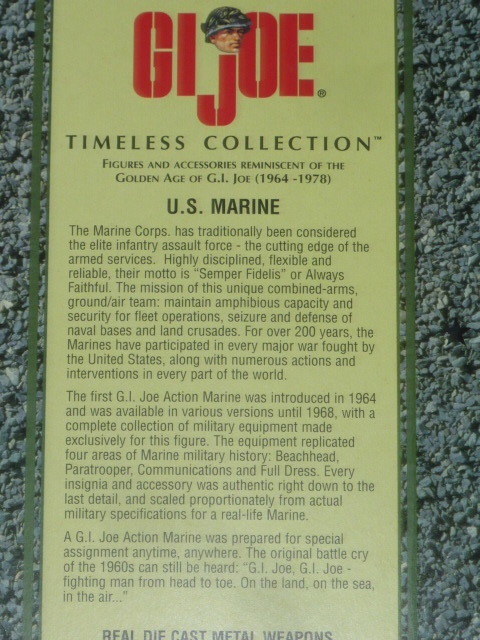 GIJOE®
TIMELESS COLLECTION™
FIGURES AND ACCESSORIES REMINISCENT OF THE
GOLDEN AGE OF G.I. JOE (1964 -1978)
U.S. MARINE
The Marine Corps. has traditionally been considered
the elite infantry assault force - the cutting edge of the
armed services. Highly disciplined, flexible and
reliable, their motto is "Semper Fidelis" or Always
Faithful. The mission of this unique combined-arms,
ground/air team: maintain amphibious capacity and
security for fleet operations, seizure and defense of
naval bases and land crusades. For over 200 years, the
Marines have participated in every major war fought by
the United States, along with numerous actions and
interventions in every part of the world.
The first G.I. Joe Action Marine was introduced in 1964
and was available in various versions until 1968, with a
complete collection of military equipment made
exclusively for this figure. The equipment replicated
four areas of Marine military history: Beachhead,
Paratrooper, Communications and Full Dress. Every
insignia and accessory was authentic right down to the
last detail, and scaled proportionately from actual
military specifications for a real-life Marine.
A G.I. Joe Action Marine was prepared for special
assignment anytime, anywhere. The original battle cry
of the 1960s can still be heard: "G.I. Joe, G.I. Joe -
fighting man from head to toe. On the land, on the sea,
in the air..."
REAL DIE CAST METAL WEAPONS